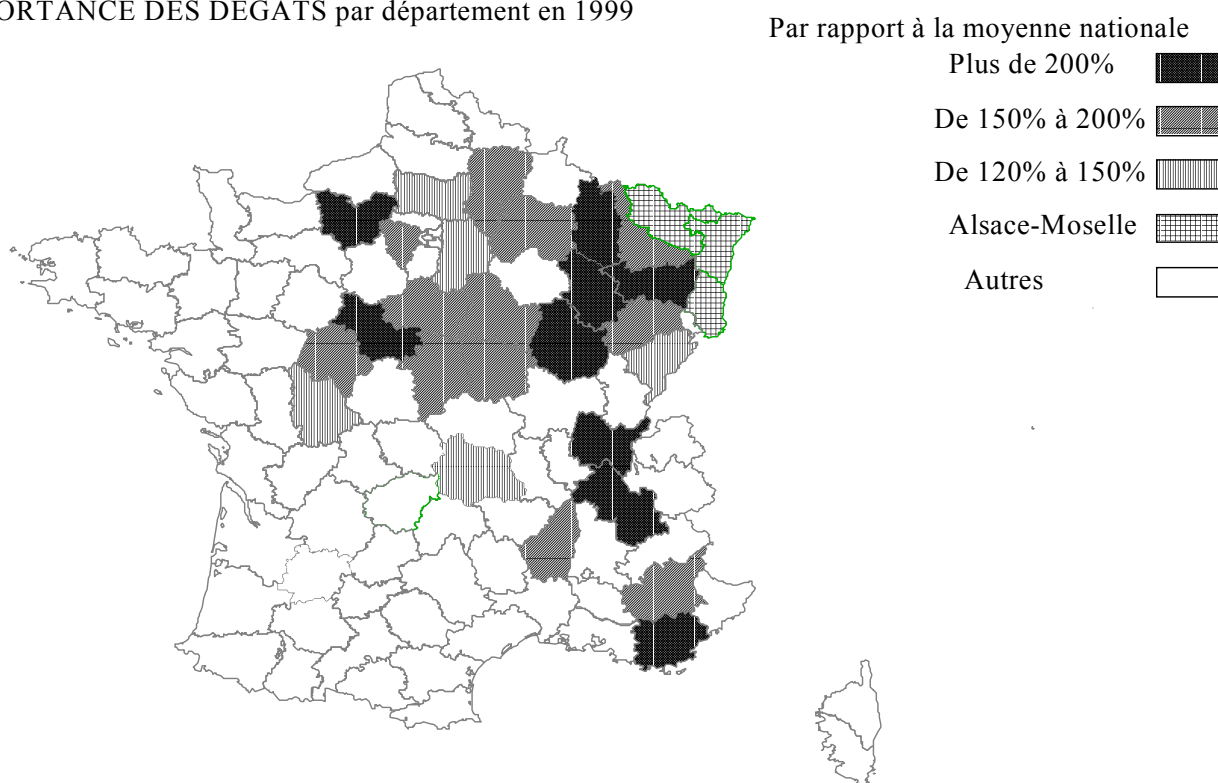 ORTANCE DES DEGATS par département en 1999
Par rapport à la moyenne nationale
Plus de 200%
De 150% à 200%
De 120% à 150%
Alsace-Moselle
Autres